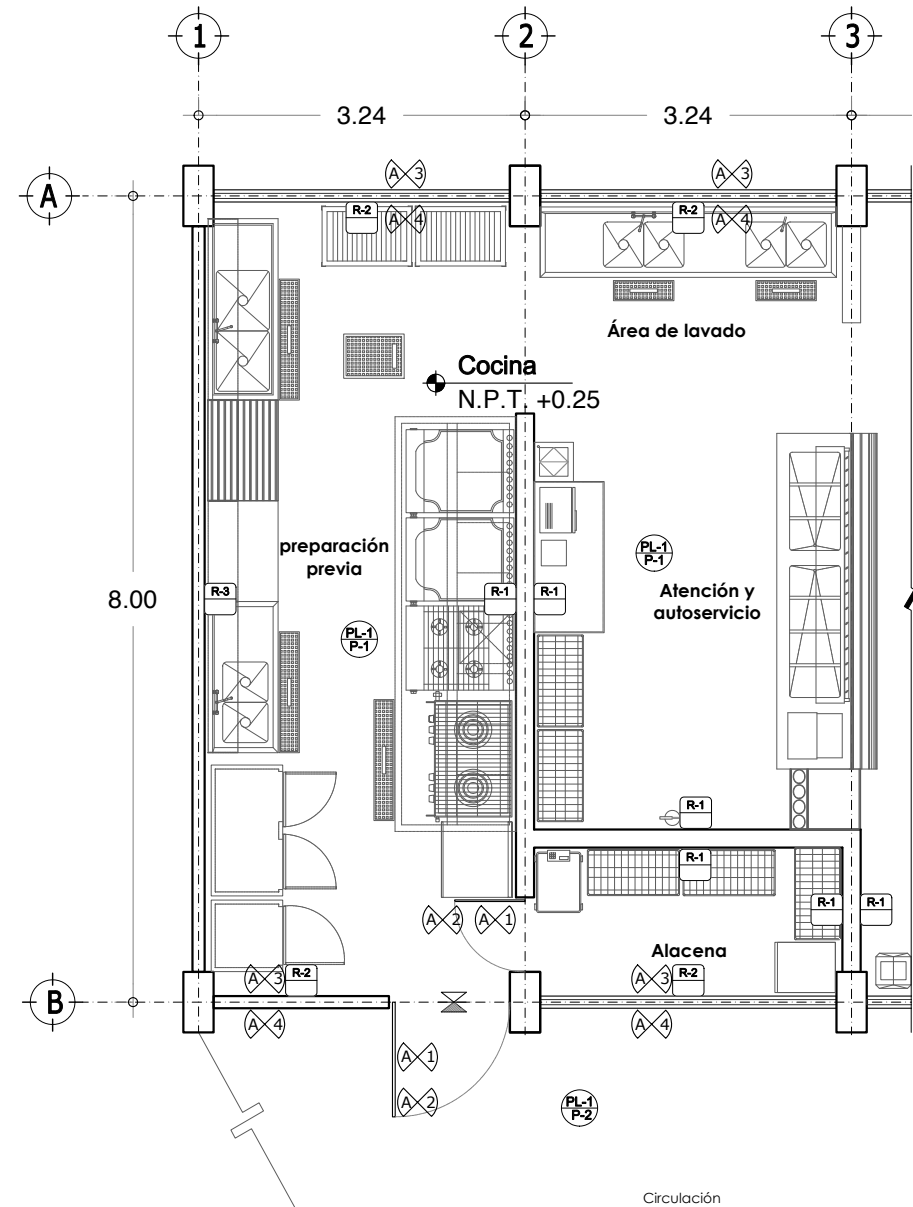 1 2 3
3.24 3.24
A X 3 A X 3
A
R-2 A X 4 R-2 A X 4
Área de lavado
Cocina
N.P.T. +0.25
preparación
previa
PL-1
P-1
Atención y
autoservicio
8.00
R-3 R-1 R-1
PL-1
P-1
R-1
R-1
R-1 R-1
A X 2 A X 1
Alacena
A X 3 R-2 A X 3 R-2
B
A X 4 A X 4
A X 1
A X 2
PL-1
P-2
Circulación